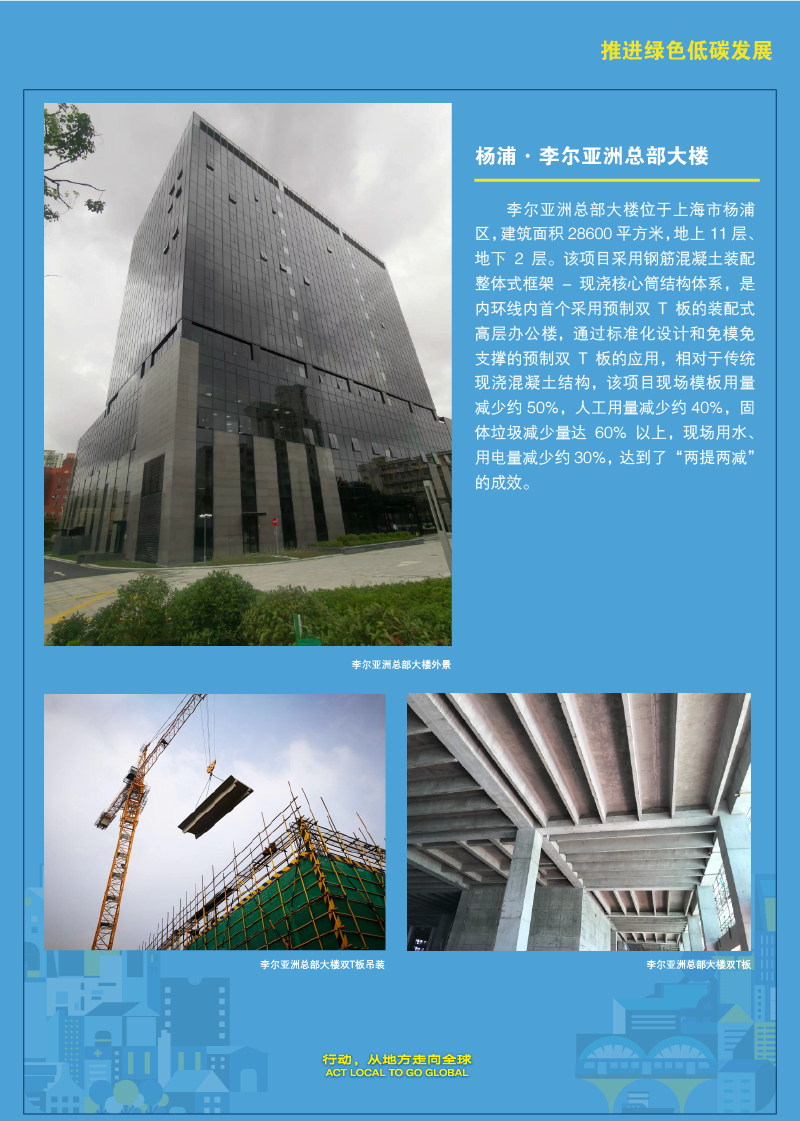 推进绿色低碳发展
杨浦·李尔亚洲总部大楼
李尔亚洲总部大楼位于上海市杨浦
区，建筑面积 28600 平方米，地上 11 层、
地下 2 层。该项目采用钢筋混凝土装配
整体式框架 – 现浇核心筒结构体系，是
内环线内首个采用预制双 T 板的装配式
高层办公楼，通过标准化设计和免模免
支撑的预制双 T 板的应用，相对于传统
现浇混凝土结构，该项目现场模板用量
减少约 50%，人工用量减少约 40%，固
体垃圾减少量达 60% 以上，现场用水、
用电量减少约 30%，达到了“两提两减”
的成效。
李尔亚洲总部大楼外景
李尔亚洲总部大楼双T板吊装
李尔亚洲总部大楼双T板
行动，从地方走向全球
ACT LOCAL TO GO GLOBAL